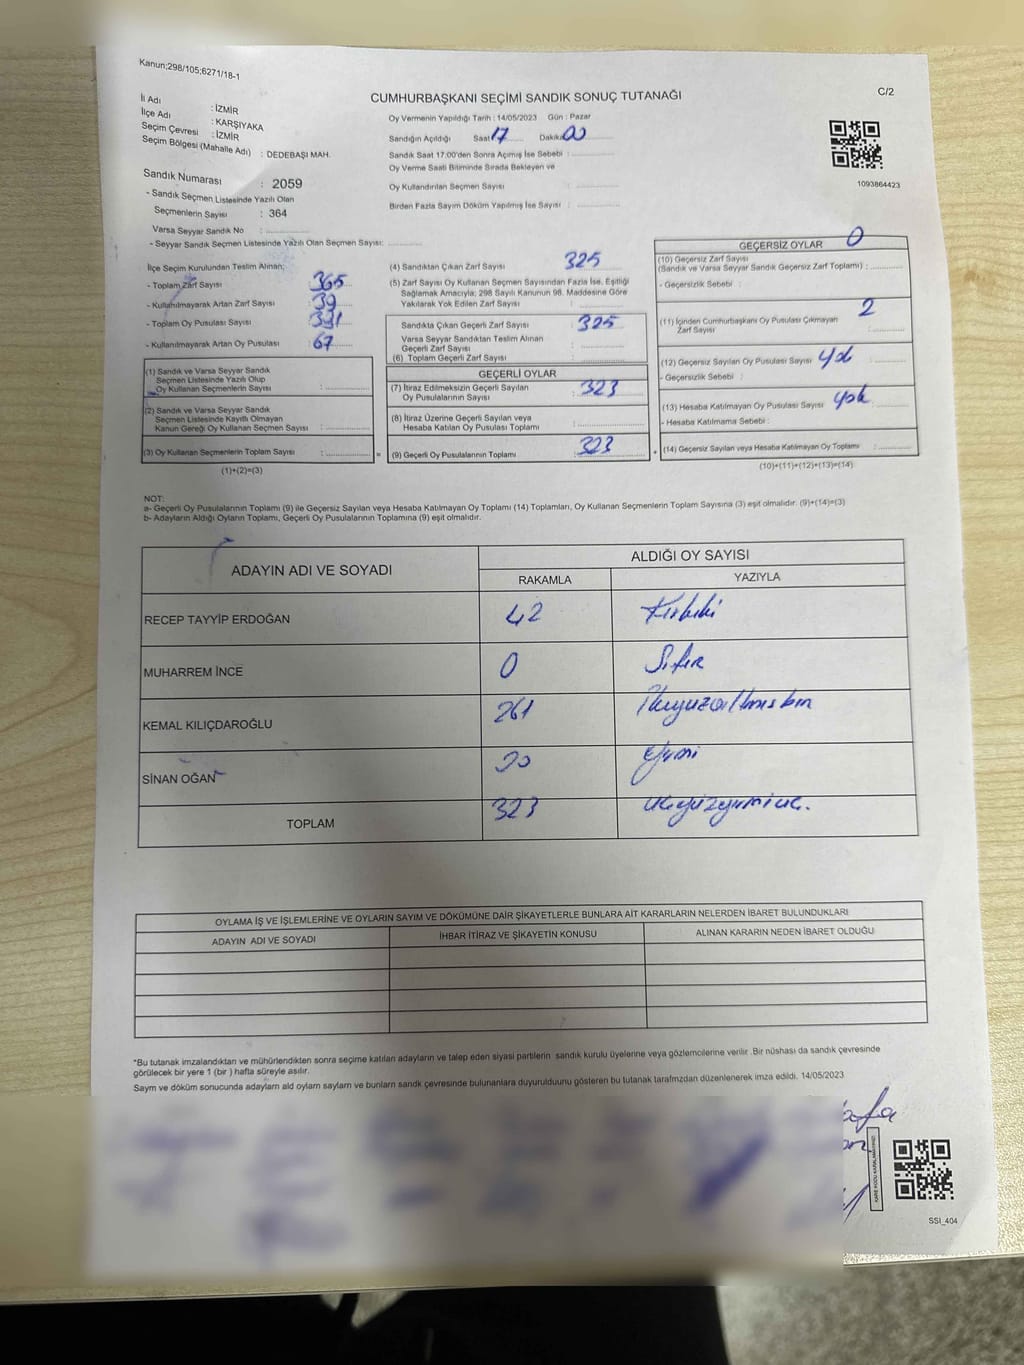 Kanun;298/105;6271/18-1
C/2
CUMHURBAŞKANI SEÇİMİ SANDIK SONUÇ TUTANAĞI
İl Adı : İZMİR
İlçe Adı : KARŞIYAKA
Seçim Çevresi : İZMİR
Seçim Bölgesi (Mahalle Adı) : DEDEBAŞI MAH.
Sandık Numarası : 2059
- Sandık Seçmen Listesinde Yazılı Olan
Seçmenlerin Sayısı : 364
Varsa Seyyar Sandık No :
- Seyyar Sandık Seçmen Listesinde Yazılı Olan Seçmen Sayısı:
Oy Vermenin Yapıldığı Tarih : 14/05/2023 Gün : Pazar
Sandığın Açıldığı Saat 17 Dakika 00
Sandık Saat 17:00'den Sonra Açımış İse Sebebi :
Oy Verme Saati Bitiminde Sırada Bekleyen ve
Oy Kullandırılan Seçmen Sayısı :
Birden Fazla Sayım Döküm Yapılmış İse Sayısı :
1093864423
İlçe Seçim Kurulundan Teslim Alınan;
- Toplam Zarf Sayısı : 365
- Kullanılmayarak Artan Zarf Sayısı : 39
- Toplam Oy Pusulası Sayısı :
- Kullanılmayarak Artan Oy Pusulası : 67
(1) Sandık ve Varsa Seyyar Sandık
Seçmen Listesinde Yazılı Olup
Oy Kullanan Seçmenlerin Sayısı :
(2) Sandık ve Varsa Seyyar Sandık
Seçmen Listesinde Kayıtlı Olmayan
Kanun Gereği Oy Kullanan Seçmen Sayısı :
(3) Oy Kullanan Seçmenlerin Toplam Sayısı :
(1)+(2)=(3)
(4) Sandıktan Çıkan Zarf Sayısı : 325
(5) Zarf Sayısı Oy Kullanan Seçmen Sayısından Fazla İse, Eşitliği
Sağlamak Amacıyla; 298 Sayılı Kanunun 98. Maddesine Göre
Yakılarak Yok Edilen Zarf Sayısı :
Sandıkta Çıkan Geçerli Zarf Sayısı : 325
Varsa Seyyar Sandıktan Teslim Alınan
Geçerli Zarf Sayısı :
(6) Toplam Geçerli Zarf Sayısı :
GEÇERLİ OYLAR
(7) İtiraz Edilmeksizin Geçerli Sayılan
Oy Pusulalarının Sayısı : 323
(8) İtiraz Üzerine Geçerli Sayılan veya
Hesaba Katılan Oy Pusulası Toplamı :
(9) Geçerli Oy Pusulalarının Toplamı : 323
GEÇERSİZ OYLAR 0
(10) Geçersiz Zarf Sayısı
(Sandık ve Varsa Seyyar Sandık Geçersiz Zarf Toplamı) :
- Geçersizlik Sebebi :
(11) İçinden Cumhurbaşkanı Oy Pusulası Çıkmayan 2
Zarf Sayısı :
(12) Geçersiz Sayılan Oy Pusulası Sayısı : yok
- Geçersizlik Sebebi :
(13) Hesaba Katılmayan Oy Pusulası Sayısı : yok
- Hesaba Katılmama Sebebi :
(14) Geçersiz Sayılan veya Hesaba Katılmayan Oy Toplamı :
(10)+(11)+(12)+(13)=(14)
NOT:
a- Geçerli Oy Pusulalarının Toplamı (9) ile Geçersiz Sayılan veya Hesaba Katılmayan Oy Toplamı (14) Toplamları, Oy Kullanan Seçmenlerin Toplam Sayısına (3) eşit olmalıdır. (9)+(14)=(3)
b- Adayların Aldığı Oyların Toplamı, Geçerli Oy Pusulalarının Toplamına (9) eşit olmalıdır.
ADAYIN ADI VE SOYADI ALDIĞI OY SAYISI
RAKAMLA YAZIYLA
RECEP TAYYİP ERDOĞAN 42 Kırkiki
MUHARREM İNCE 0 Sıfır
KEMAL KILIÇDAROĞLU 261 İkiyüzaltmışbir
SİNAN OĞAN 20 Yirmi
TOPLAM 323 üçyüzyirmiüç.
OYLAMA İŞ VE İŞLEMLERİNE VE OYLARIN SAYIM VE DÖKÜMÜNE DAİR ŞİKAYETLERLE BUNLARA AİT KARARLARIN NELERDEN İBARET BULUNDUKLARI
ADAYIN ADI VE SOYADI İHBAR İTİRAZ VE ŞİKAYETİN KONUSU ALINAN KARARIN NEDEN İBARET OLDUĞU
*Bu tutanak imzalandıktan ve mühürlendikten sonra seçime katılan adayların ve talep eden siyasi partilerin sandık kurulu üyelerine veya gözlemcilerine verilir .Bir nüshası da sandık çevresinde
görülecek bir yere 1 (bir ) hafta süreyle asılır.
Sayım ve döküm sonucunda adayların aldı oyların sayların ve bunların sandık çevresinde bulunanlara duyurulduunu gösteren bu tutanak tarafmzdan düzenlenerek imza edildi. 14/05/2023
SSI_404